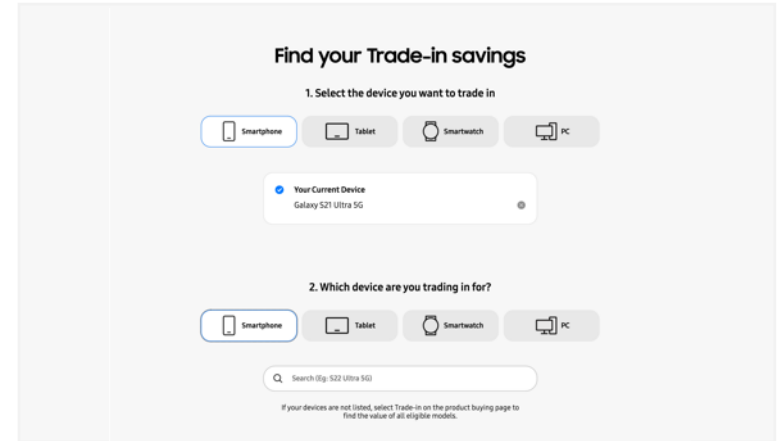 Find your Trade-in savings
1. Select the device you want to trade in
Smartphone Tablet Smartwatch PC
Your Current Device
Galaxy S21 Ultra 5G
2. Which device are you trading in for?
Smartphone Tablet Smartwatch PC
Search (Eg: S22 Ultra 5G)
If your devices are not listed, select Trade-in on the product buying page to
find the value of all eligible models.